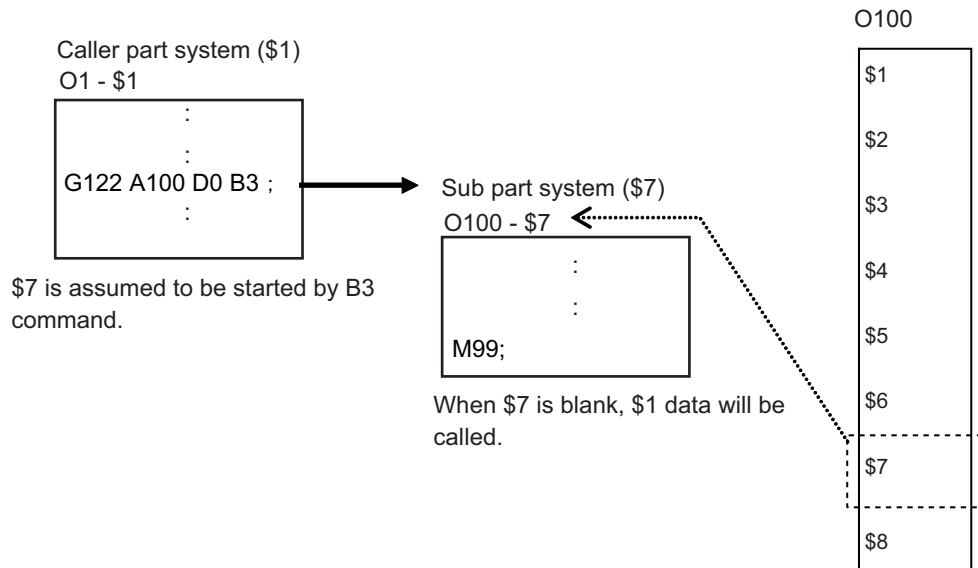 Caller part system ($1)
O1 - $1
:
:
G122 A100 D0 B3 ;
:
$7 is assumed to be started by B3
command.
Sub part system ($7)
O100 - $7
:
:
M99;
When $7 is blank, $1 data will be
called.
O100
$1
$2
$3
$4
$5
$6
$7
$8